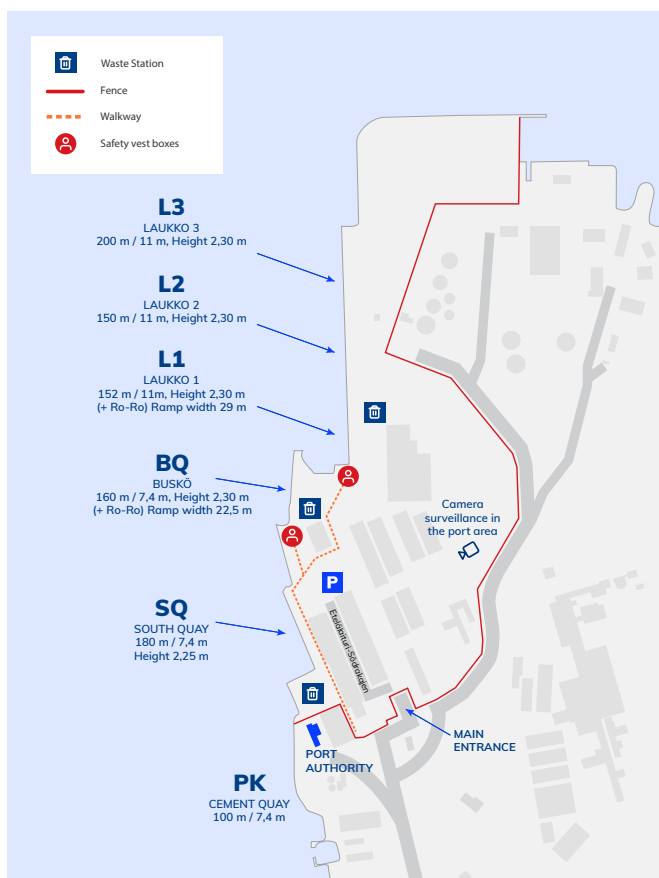 Waste Station
Fence
Walkway
Safety vest boxes
L3
LAUKKO 3
200 m / 11 m, Height 2,30 m
L2
LAUKKO 2
150 m / 11 m, Height 2,30 m
L1
LAUKKO 1
152 m / 11m, Height 2,30 m
(+ Ro-Ro) Ramp width 29 m
BQ
BUSKÖ
160 m / 7,4 m, Height 2,30 m
(+ Ro-Ro) Ramp width 22,5 m
Camera
surveillance in
the port area
P
SQ
SOUTH QUAY
180 m / 7,4 m
Height 2,25 m
Etelälaituri-Södrakajen
MAIN
ENTRANCE
PORT
AUTHORITY
PK
CEMENT QUAY
100 m / 7,4 m